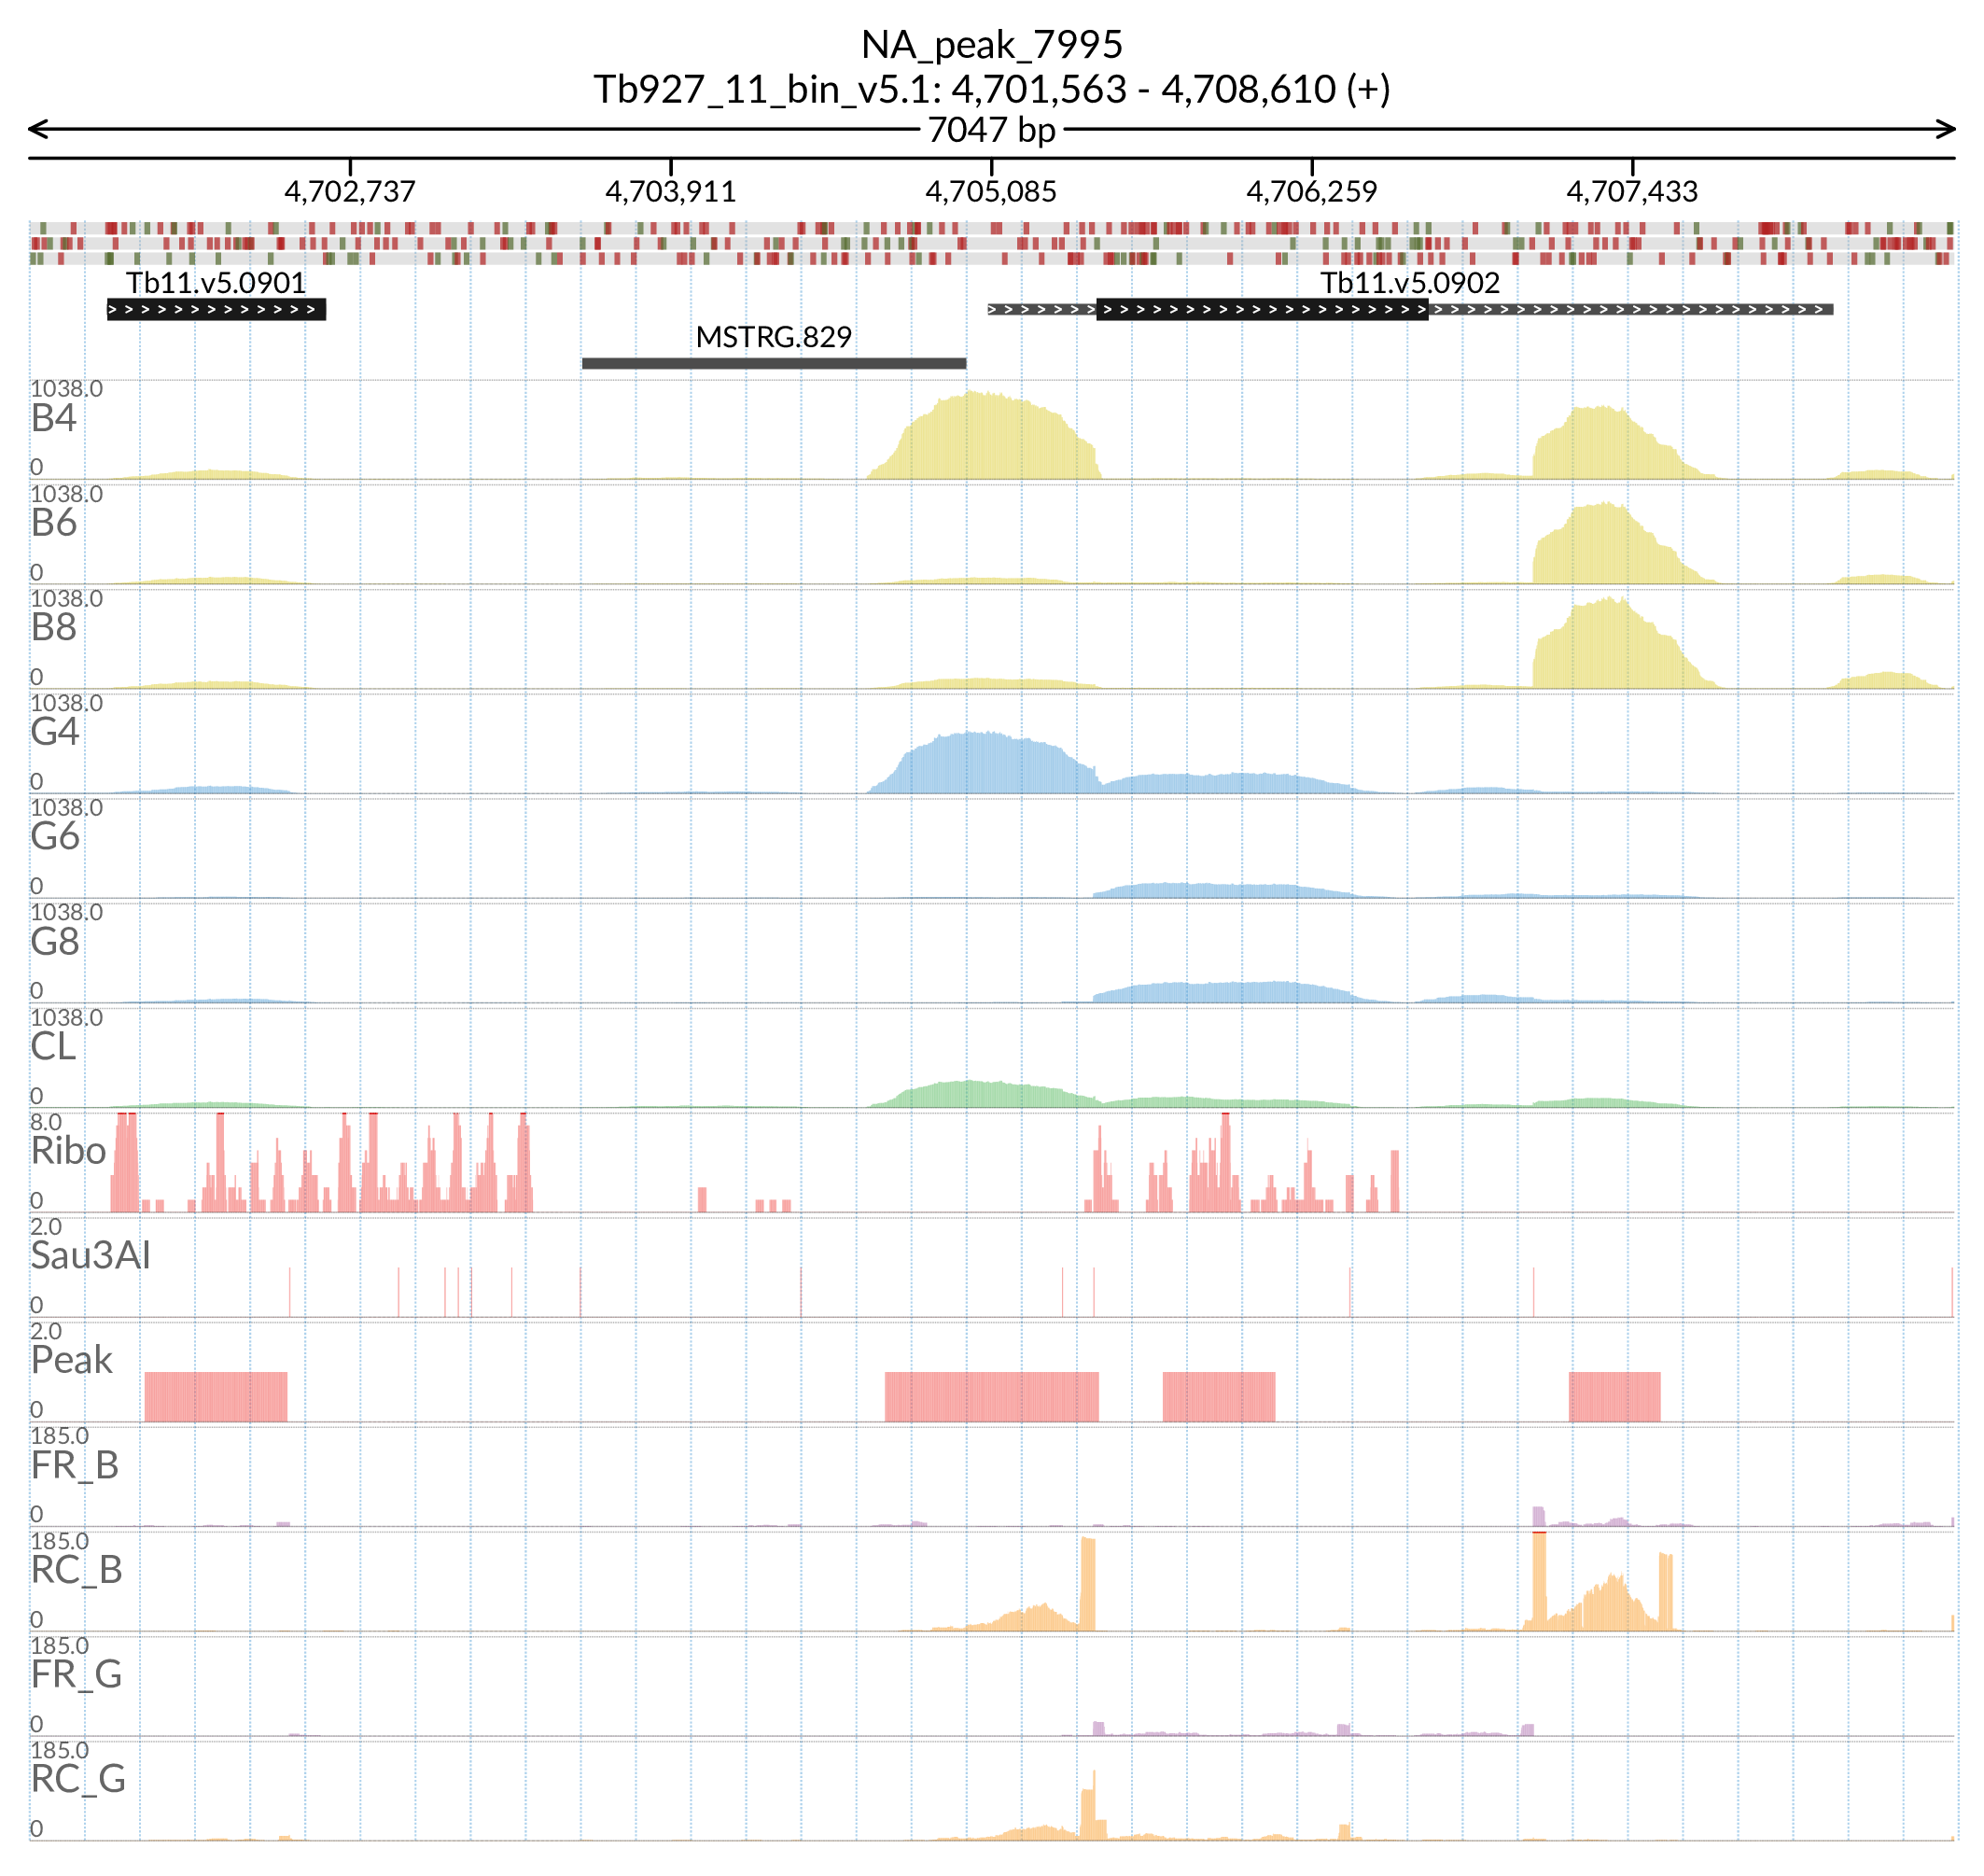 NA_peak_7995
Tb927_11_bin_v5.1: 4,701,563 - 4,708,610 (+)
7047 bp
4,702,737 4,703,911 4,705,085 4,706,259 4,707,433
Tb11.v5.0901 Tb11.v5.0902
MSTRG.829
1038.0
B4
0
1038.0
B6
0
1038.0
B8
0
1038.0
G4
0
1038.0
G6
0
1038.0
G8
0
1038.0
CL
0
8.0
Ribo
0
2.0
Sau3AI
0
2.0
Peak
0
185.0
FR_B
0
185.0
RC_B
0
185.0
FR_G
0
185.0
RC_G
0